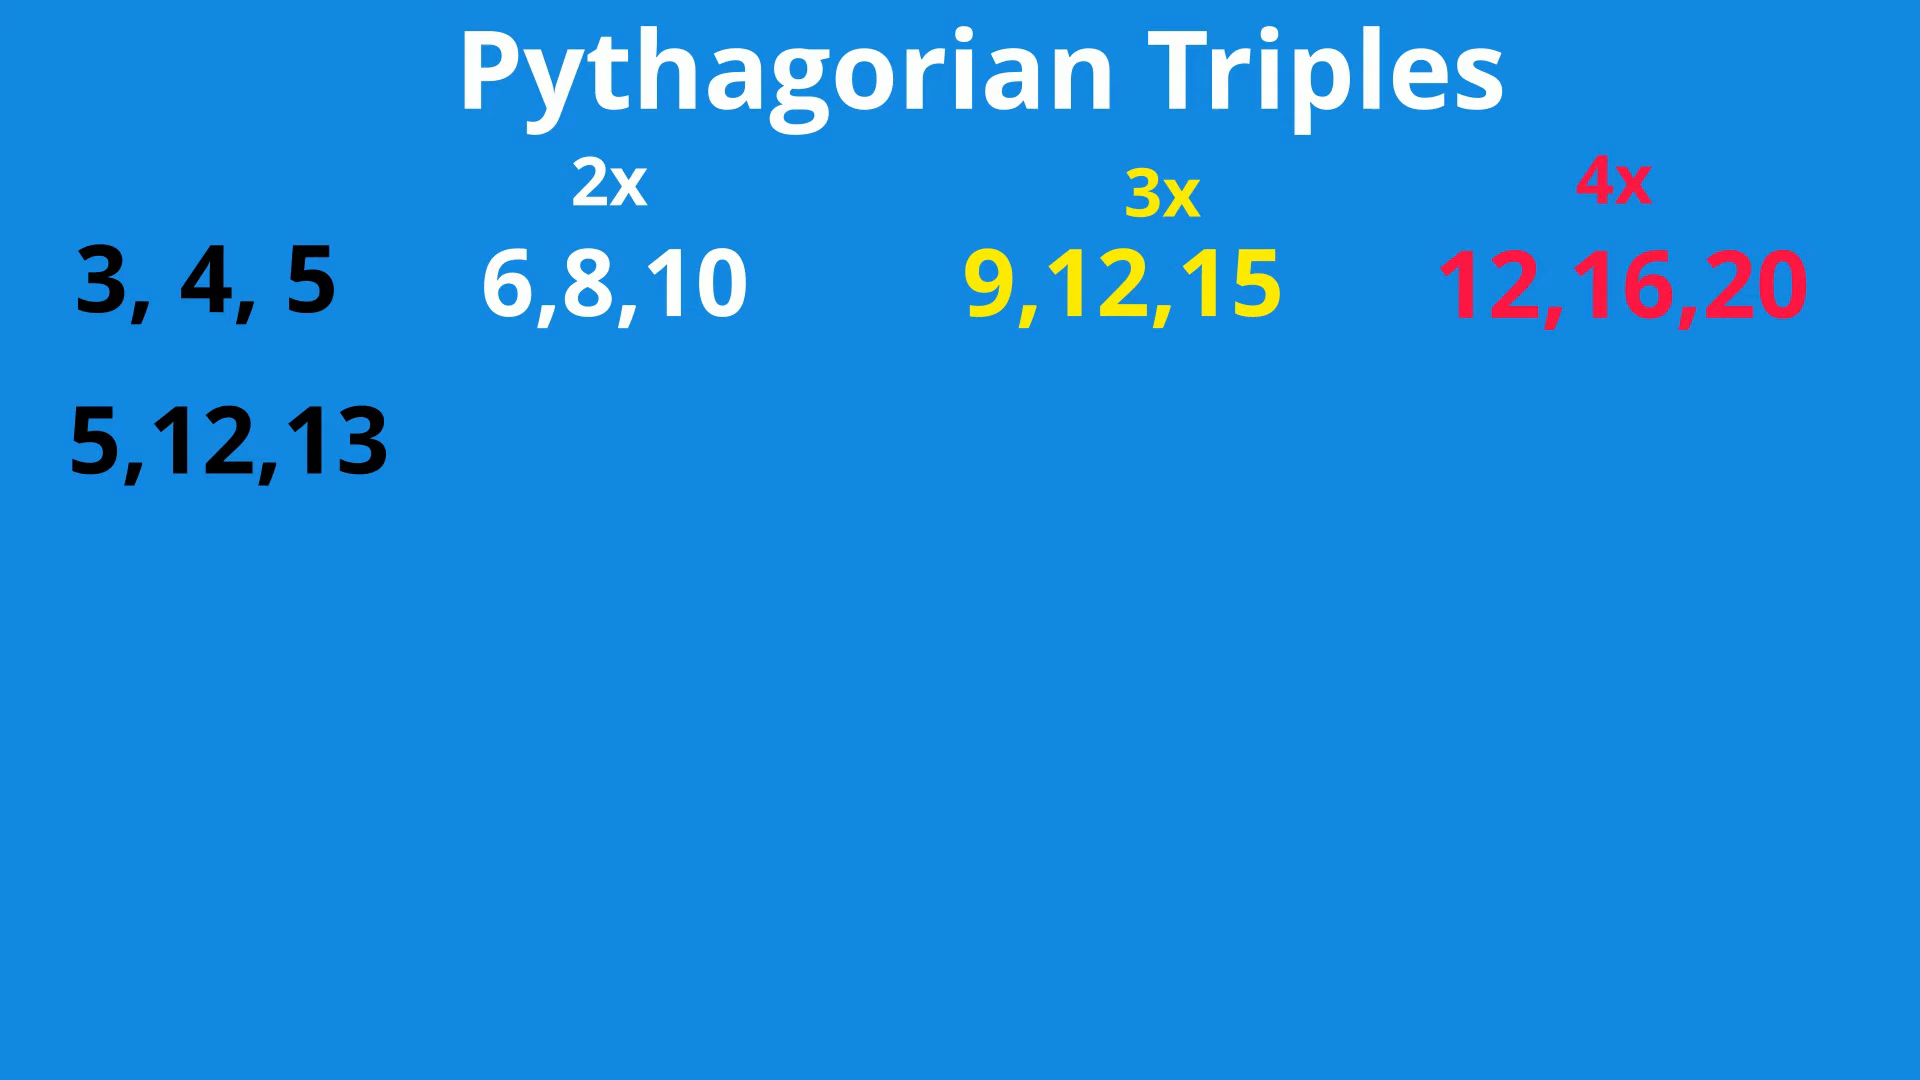 Pythagorian Triples
2x 3x 4x
3, 4, 5 6,8,10 9,12,15 12,16,20
5,12,13